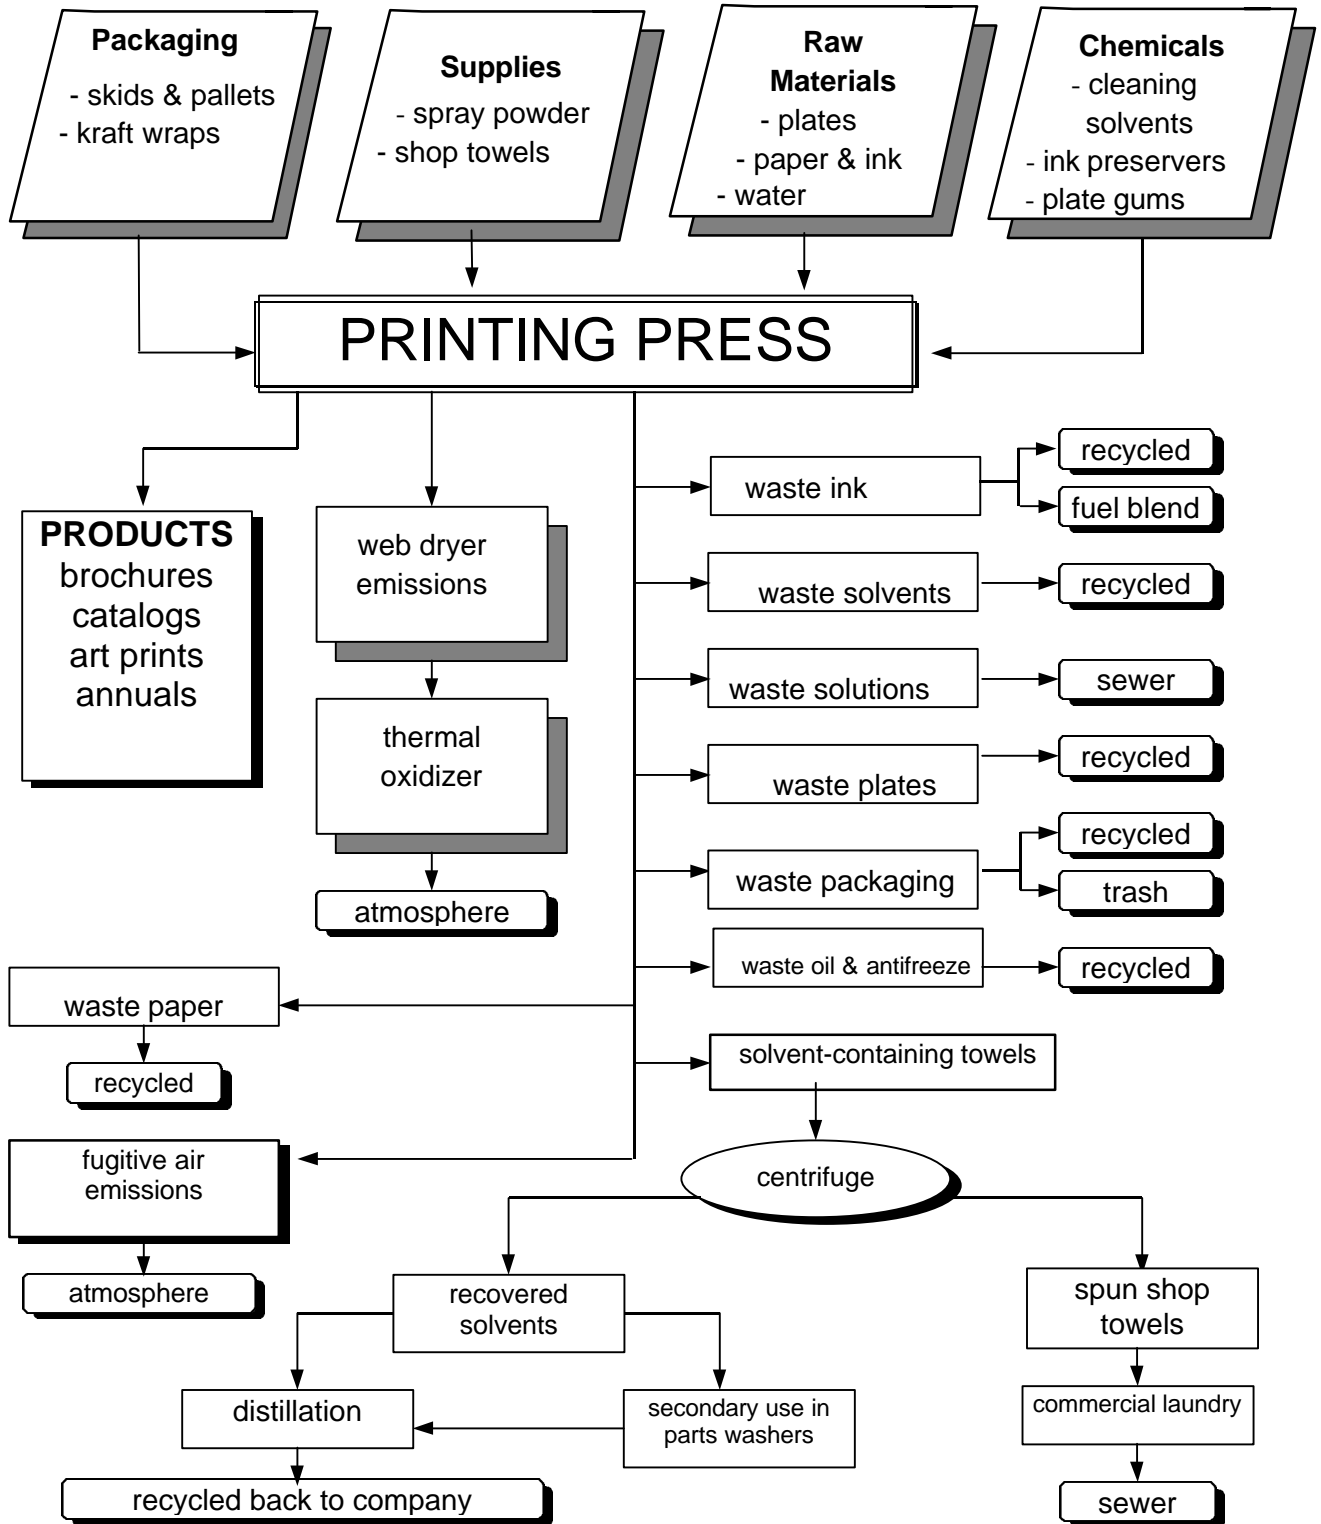 Packaging
- skids & pallets
- kraft wraps
Supplies
- spray powder
- shop towels
Raw
Materials
- plates
- paper & ink
- water
Chemicals
- cleaning
solvents
- ink preservers
- plate gums
PRINTING PRESS
PRODUCTS
brochures
catalogs
art prints
annuals
web dryer
emissions
thermal
oxidizer
atmosphere
waste ink
recycled
fuel blend
waste solvents
recycled
waste solutions
sewer
waste plates
recycled
waste packaging
recycled
trash
waste oil & antifreeze
recycled
waste paper
recycled
solvent-containing towels
fugitive air
emissions
atmosphere
centrifuge
recovered
solvents
spun shop
towels
distillation
secondary use in
parts washers
commercial laundry
recycled back to company
sewer